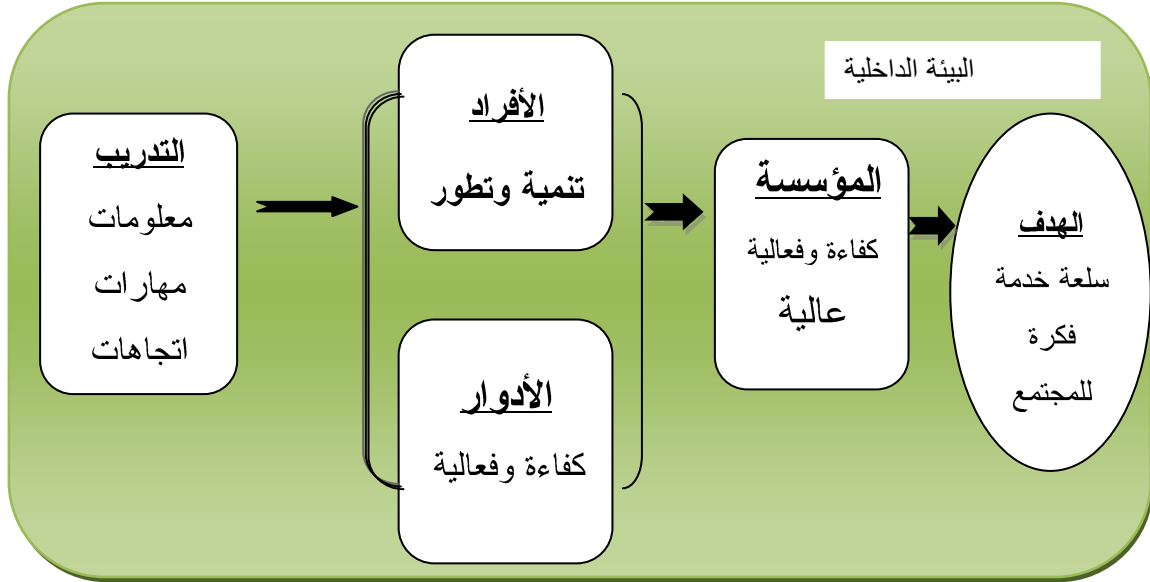 البيئة الداخلية
التدريب
معلومات
مهارات
اتجاهات
الأفراد
تنمية وتطور
الأدوار
كفاءة وفعالية
المؤسسة
كفاءة وفعالية
عالية
الهدف
سلعة خدمة
فكرة
للمجتمع